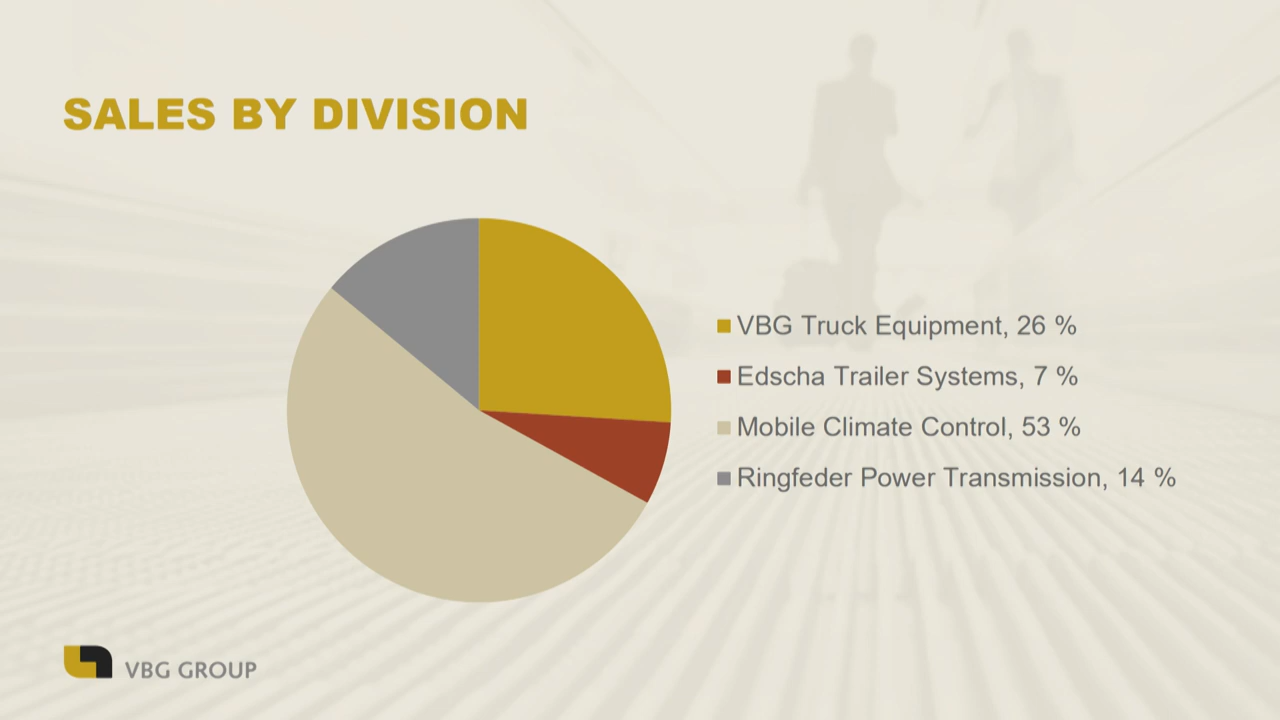 SALES BY DIVISION
VBG Truck Equipment, 26 %
Edscha Trailer Systems, 7 %
Mobile Climate Control, 53 %
Ringfeder Power Transmission, 14 %
VBG GROUP